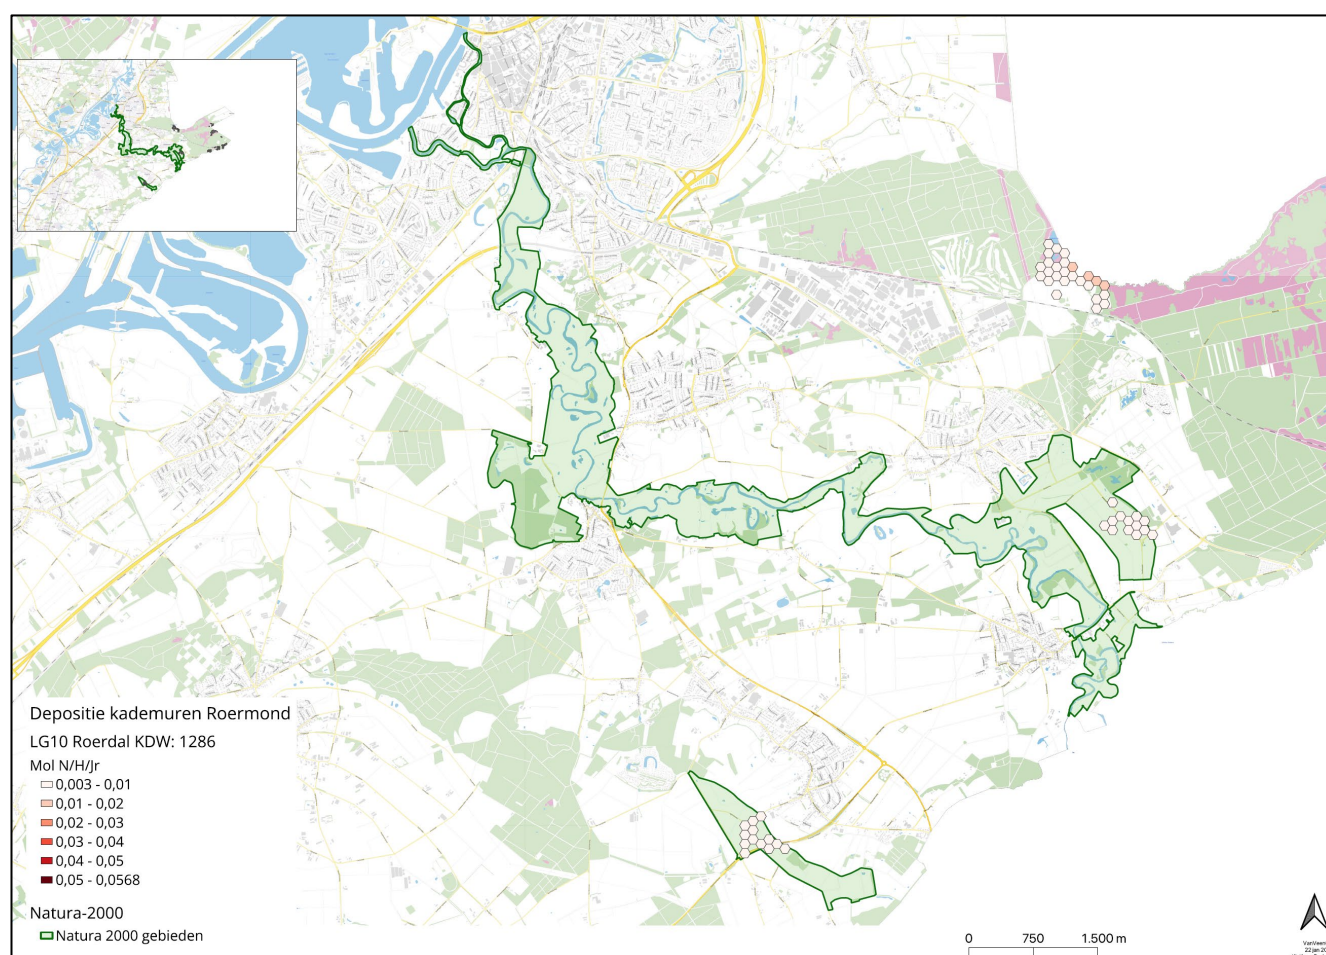 Depositie kademuren Roermond
LG10 Roerdal KDW: 1286
Mol N/H/Jr
0,003 - 0,01
0,01 - 0,02
0,02 - 0,03
0,03 - 0,04
0,04 - 0,05
0,05 - 0,0568
Natura-2000
Natura 2000 gebieden
0 750 1.500 m